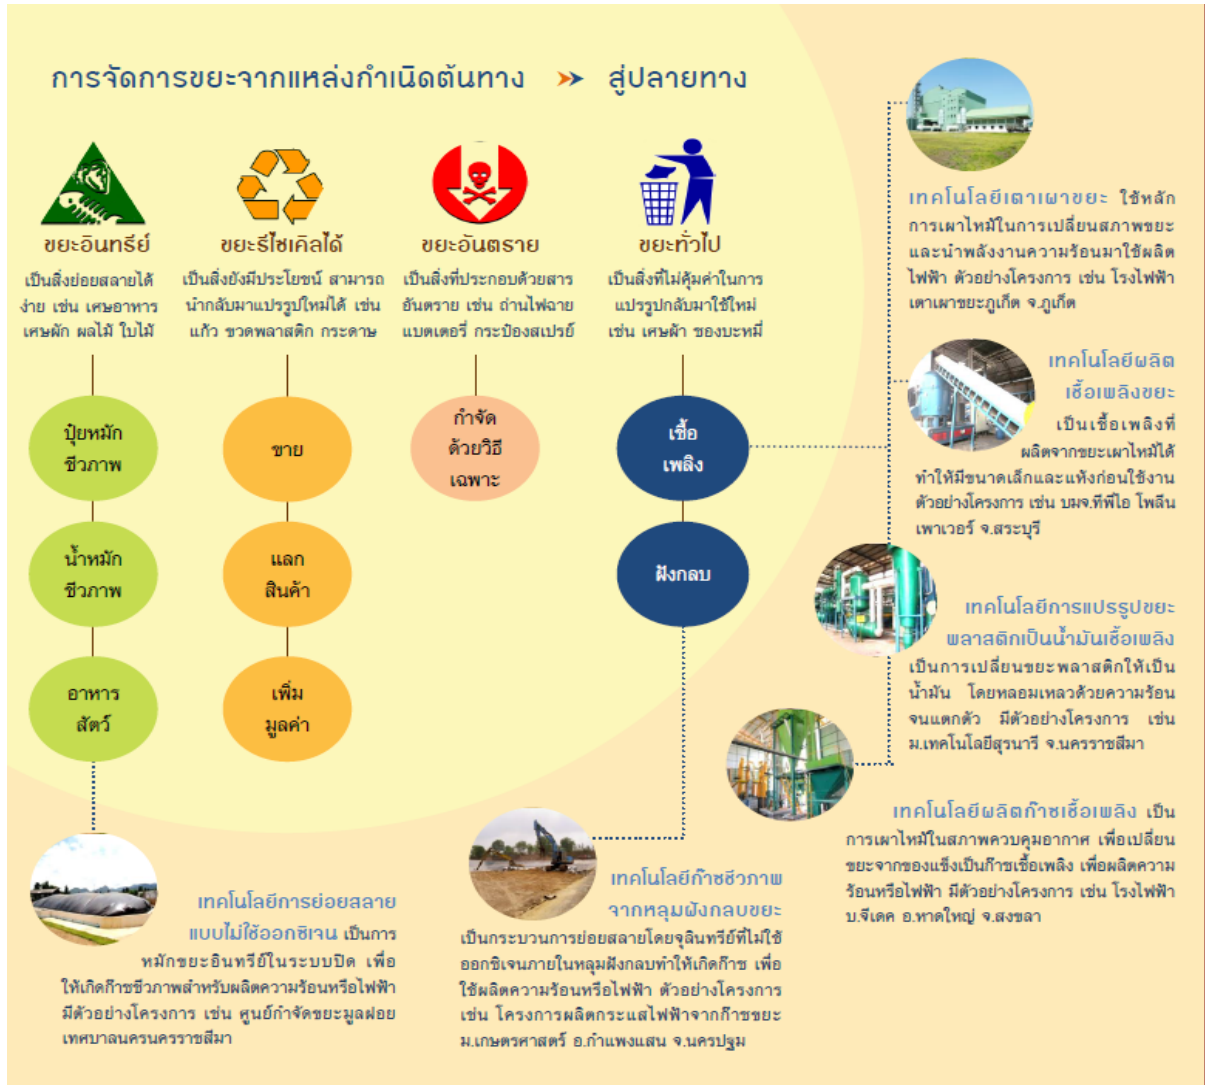 การจัดการขยะจากแหล่งกำเนิดต้นทาง สู่ปลายทาง
ขยะอินทรีย์
เป็นสิ่งย่อยสลายได้
ง่าย เช่น เศษอาหาร
เศษผัก ผลไม้ ใบไม้
ปุ๋ยหมัก
ชีวภาพ
น้ำหมัก
ชีวภาพ
อาหาร
สัตว์
ขยะรีไซเคิลได้
เป็นสิ่งยังมีประโยชน์ สามารถ
นำกลับมาแปรรูปใหม่ได้ เช่น
แก้ว ขวดพลาสติก กระดาษ
ขาย
แลก
สินค้า
เพิ่ม
มูลค่า
ขยะอันตราย
เป็นสิ่งที่ประกอบด้วยสาร
อันตราย เช่น ถ่านไฟฉาย
แบตเตอรี่ กระป๋องสเปรย์
กำจัด
ด้วยวิธี
เฉพาะ
ขยะทั่วไป
เป็นสิ่งที่ไม่คุ้มค่าในการ
แปรรูปกลับมาใช้ใหม่
เช่น เศษผ้า ซองบะหมี่
เชื้อ
เพลิง
ฝังกลบ
เทคโนโลยีเตาเผาขยะ ใช้หลัก
การเผาไหม้ในการเปลี่ยนสภาพขยะ
และนำพลังงานความร้อนมาใช้ผลิต
ไฟฟ้า ตัวอย่างโครงการ เช่น โรงไฟฟ้า
เตาเผาขยะภูเก็ต จ.ภูเก็ต
เทคโนโลยีผลิต
เชื้อเพลิงขยะ
เป็นเชื้อเพลิงที่
ผลิตจากขยะเผาไหม้ได้
ทำให้มีขนาดเล็กและแห้งก่อนใช้งาน
ตัวอย่างโครงการ เช่น บมจ.ทีพีไอ โพลีน
เพาเวอร์ จ.สระบุรี
เทคโนโลยีการแปรรูปขยะ
พลาสติกเป็นน้ำมันเชื้อเพลิง
เป็นการเปลี่ยนขยะพลาสติกให้เป็น
น้ำมัน โดยหลอมเหลวด้วยความร้อน
จนแตกตัว มีตัวอย่างโครงการ เช่น
ม.เทคโนโลยีสุรนารี จ.นครราชสีมา
เทคโนโลยีผลิตก๊าซเชื้อเพลิง เป็น
การเผาไหม้ในสภาพควบคุมอากาศ เพื่อเปลี่ยน
ขยะจากของแข็งเป็นก๊าซเชื้อเพลิง เพื่อผลิตความ
ร้อนหรือไฟฟ้า มีตัวอย่างโครงการ เช่น โรงไฟฟ้า
บ.จีเดค อ.หาดใหญ่ จ.สงขลา
เทคโนโลยีก๊าซชีวภาพ
จากหลุมฝังกลบขยะ
เป็นกระบวนการย่อยสลายโดยจุลินทรีย์ที่ไม่ใช้
ออกซิเจนภายในหลุมฝังกลบทำให้เกิดก๊าซ เพื่อ
ใช้ผลิตความร้อนหรือไฟฟ้า ตัวอย่างโครงการ
เช่น โครงการผลิตกระแสไฟฟ้าจากก๊าซขยะ
ม.เกษตรศาสตร์ อ.กำแพงแสน จ.นครปฐม
เทคโนโลยีการย่อยสลาย
แบบไม่ใช้ออกซิเจน เป็นการ
หมักขยะอินทรีย์ในระบบปิด เพื่อ
ให้เกิดก๊าซชีวภาพสำหรับผลิตความร้อนหรือไฟฟ้า
มีตัวอย่างโครงการ เช่น ศูนย์กำจัดขยะมูลฝอย
เทศบาลนครนครราชสีมา